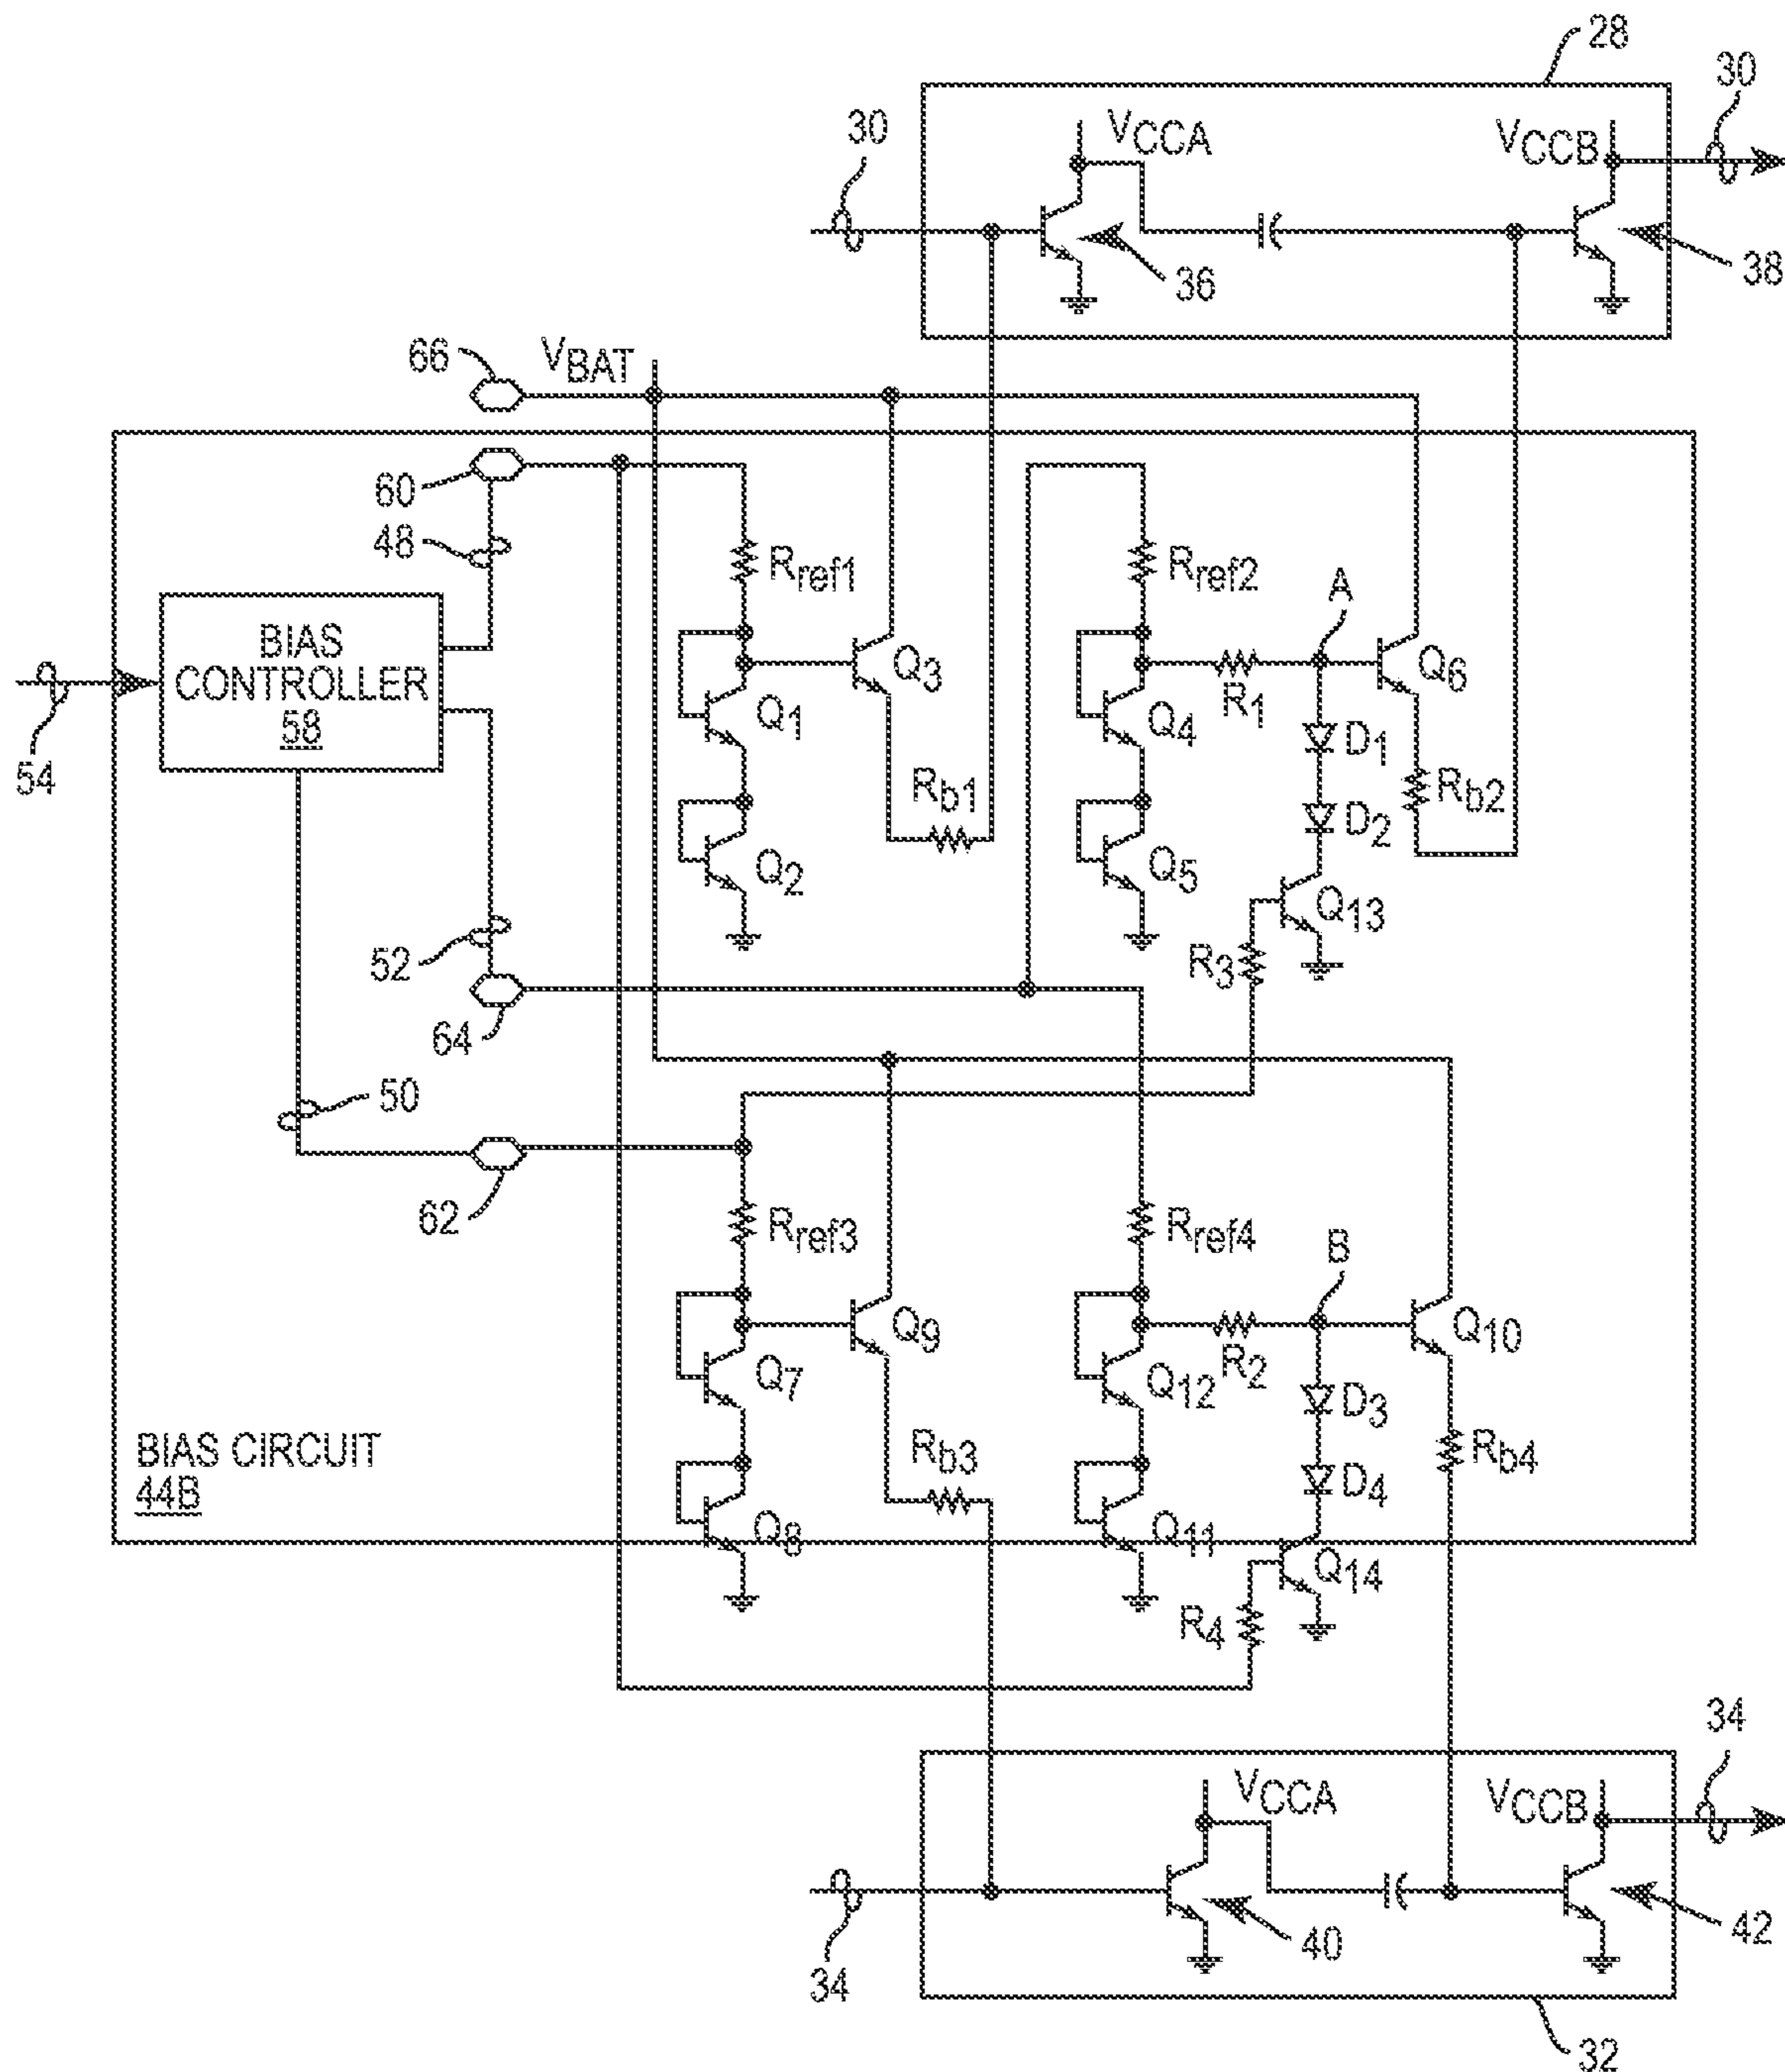 28
30
30
VCCA
VCCB
36
38
66
VBAT
60
48
Rref1
Rref2
A
BIAS
CONTROLLER
58
Q3
Q6
R1
Q1
Q4
D1
54
Rb1
Rb2
D2
Q2
Q5
Q13
52
R3
64
50
62
Rref3
Rref4
B
Q9
Q10
R2
Q7
Q12
D3
BIAS CIRCUIT
44B
Rb3
Rb4
D4
Q8
Q11
Q14
R4
34
VCCA
VCCB
40
42
34
32